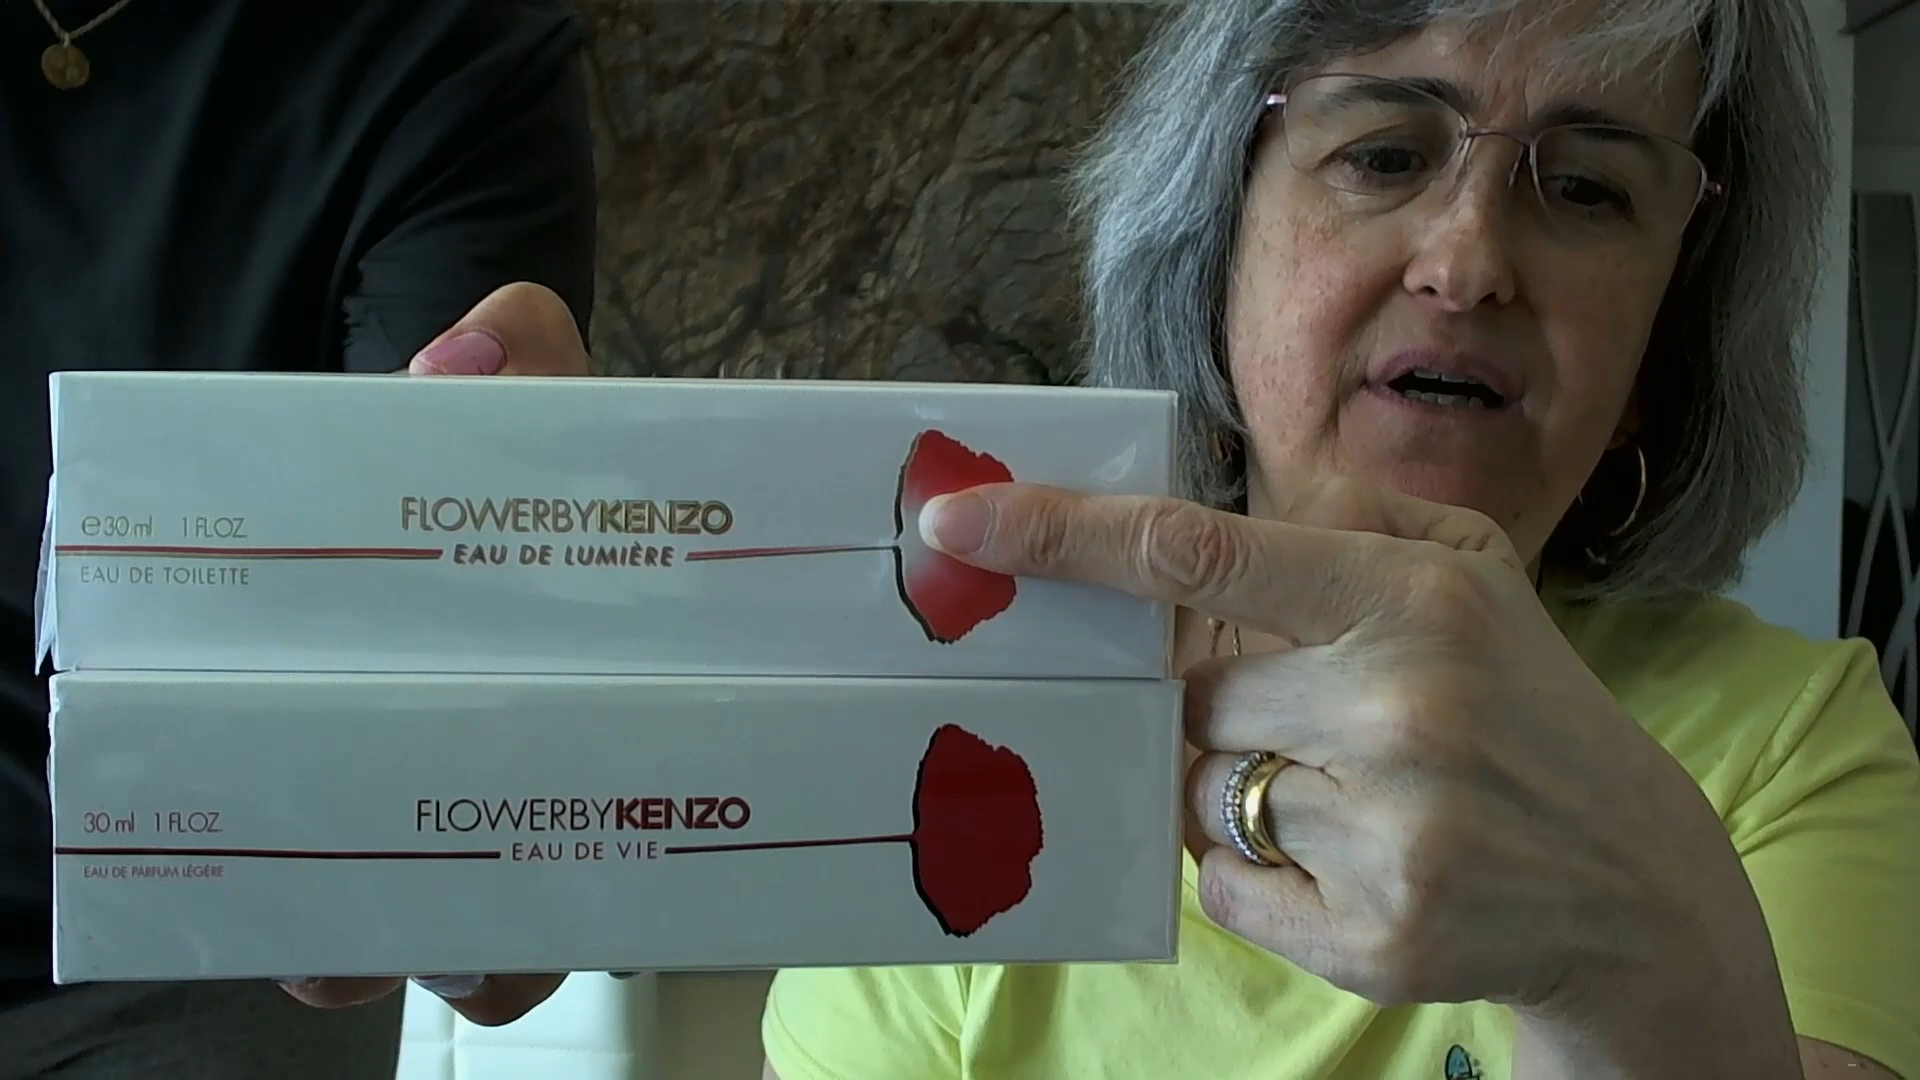 ℮30 ml 1 FL.OZ.
EAU DE TOILETTE
FLOWERBYKENZO
EAU DE LUMIÈRE
30 ml 1 FL.OZ.
EAU DE PARFUM LÉGÈRE
FLOWERBYKENZO
EAU DE VIE